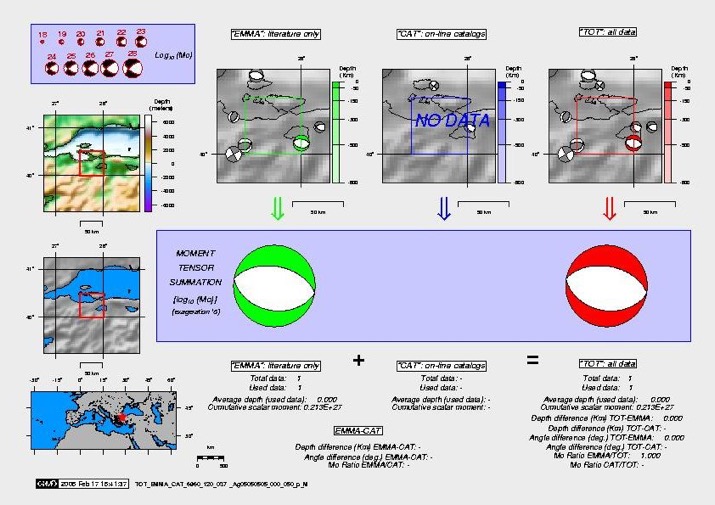 18 19 20 21 22 23
24 25 26 27 28
Log10 (Mo)
"EMMA": literature only
"CAT": on-line catalogs
"TOT": all data
Depth (Km)
Depth (Km)
Depth (Km)
28°
28°
28°
0
-50
-150
-300
-600
0
-50
-150
-300
-600
0
-50
-150
-300
-600
NO DATA
40°
40°
40°
50 km
50 km
50 km
27° 28°
41°
40°
Depth (meters)
6000
4000
2000
0
-2000
-4000
-6000
50 km
27° 28°
41°
40°
50 km
MOMENT
TENSOR
SUMMATION
[log10 (Mo)]
"EMMA": literature only
+
"CAT": on-line catalogs
=
"TOT": all data
Total data: 1
Used data: 1
Average depth (used data): 0.000
Cumulative scalar moment: 0.213E+27
Total data: -
Used data: -
Average depth (used data): -
Cumulative scalar moment: -
Total data: 1
Used data: 1
Average depth (used data): 0.000
Cumulative scalar moment: 0.213E+27
Depth difference (Km) TOT-EMMA: 0.000
Depth difference (Km) TOT-CAT: -
Angle difference (deg.) TOT-EMMA: 0.000
Angle difference (deg.) TOT-CAT: -
Mo Ratio EMMA/TOT: 1.000
Mo Ratio CAT/TOT: -
EMMA-CAT
Depth difference (Km) EMMA-CAT: -
Angle difference (deg.) EMMA-CAT: -
Mo Ratio EMMA/CAT: -
-30° -15° 0° 15° 30° 45° 60°
45°
30°
km
0 500
GMT 2006 Feb 17 16:41:37